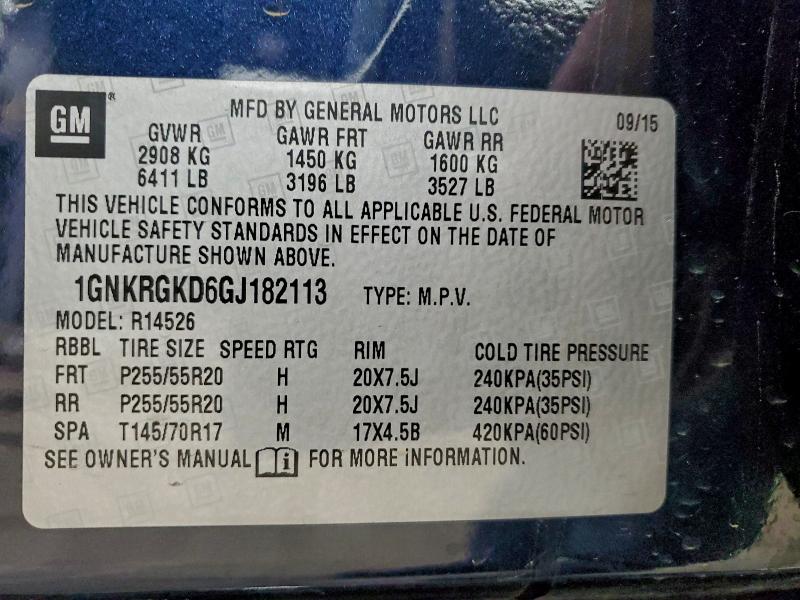 GM®
MFD BY GENERAL MOTORS LLC
09/15
GVWR GAWR FRT GAWR RR
2908 KG 1450 KG 1600 KG
6411 LB 3196 LB 3527 LB
THIS VEHICLE CONFORMS TO ALL APPLICABLE U.S. FEDERAL MOTOR
VEHICLE SAFETY STANDARDS IN EFFECT ON THE DATE OF
MANUFACTURE SHOWN ABOVE.
1GNKRGKD6GJ182113 TYPE: M.P.V.
MODEL: R14526
RBBL TIRE SIZE SPEED RTG RIM COLD TIRE PRESSURE
FRT P255/55R20 H 20X7.5J 240KPA(35PSI)
RR P255/55R20 H 20X7.5J 240KPA(35PSI)
SPA T145/70R17 M 17X4.5B 420KPA(60PSI)
SEE OWNER'S MANUAL i FOR MORE iNFORMATION.